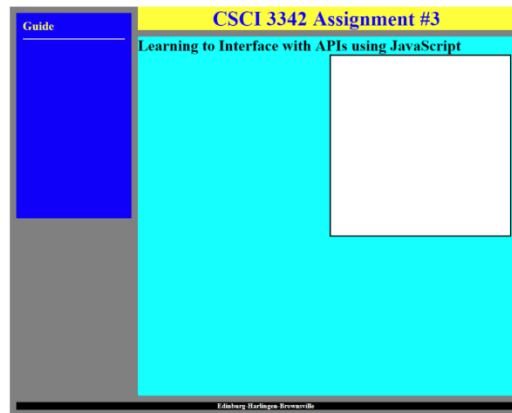 Guide
CSCI 3342 Assignment #3
Learning to Interface with APIs using JavaScript
Edinburg-Harlingen-Brownsville